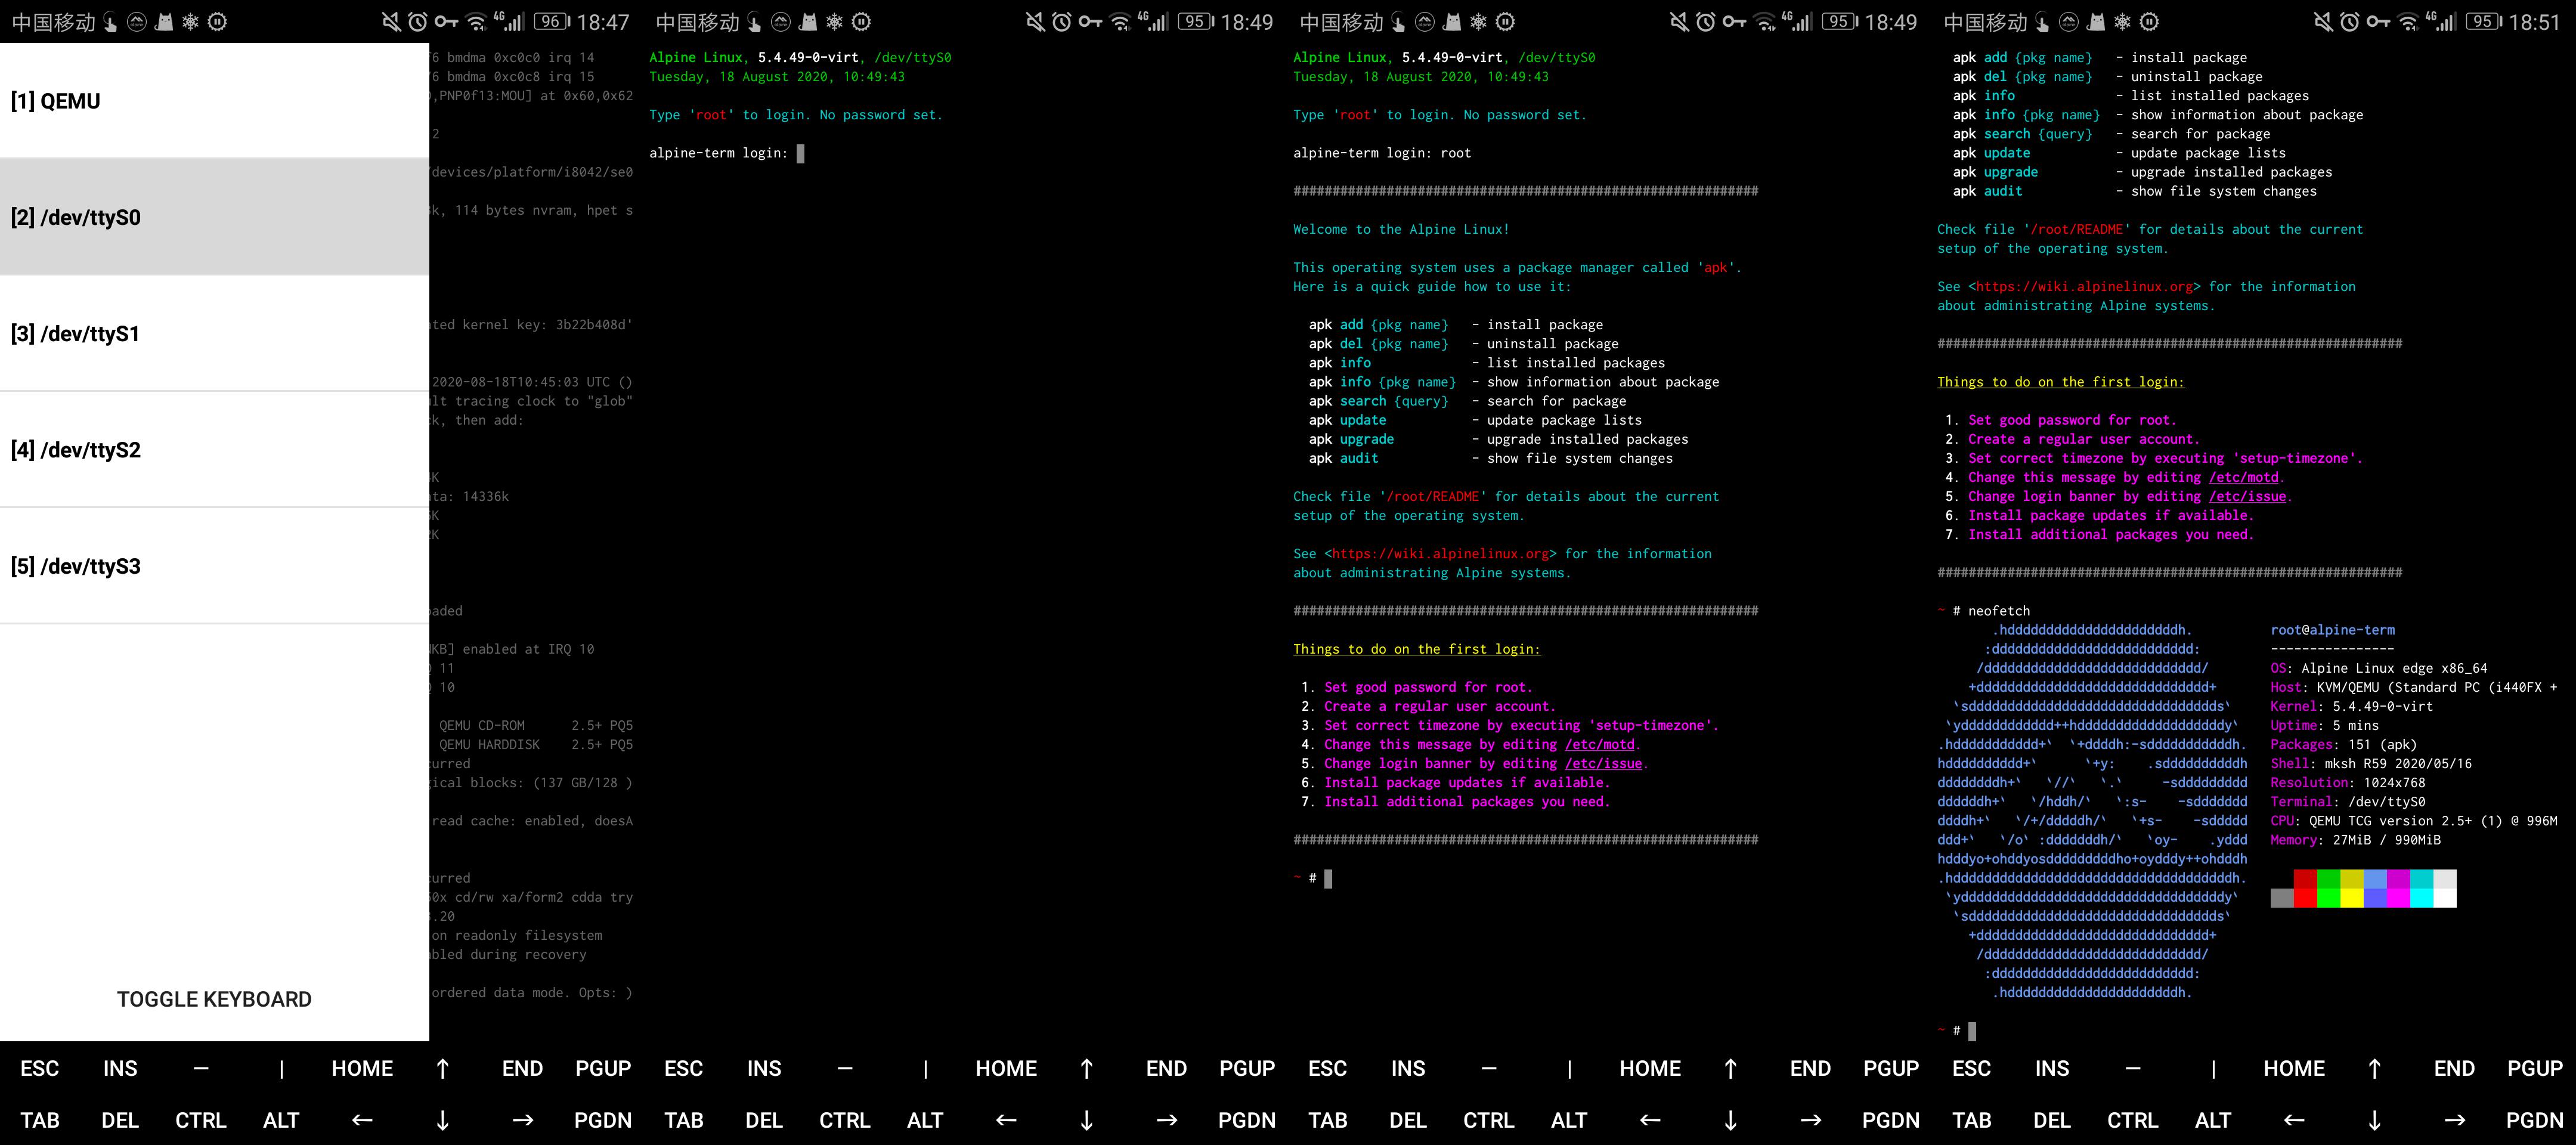 中国移动 4G 96 18:47
[1] QEMU
[2] /dev/ttyS0
[3] /dev/ttyS1
[4] /dev/ttyS2
[5] /dev/ttyS3
TOGGLE KEYBOARD
6 bmdma 0xc0c0 irq 14
6 bmdma 0xc0c8 irq 15
,PNP0f13:MOU] at 0x60,0x62
2
/devices/platform/i8042/se0
k, 114 bytes nvram, hpet s
ted kernel key: 3b22b408d'
2020-08-18T10:45:03 UTC ()
lt tracing clock to "glob"
k, then add:
K
ta: 14336k
K
K
aded
KB] enabled at IRQ 10
11
10
QEMU CD-ROM 2.5+ PQ5
QEMU HARDDISK 2.5+ PQ5
curred
ical blocks: (137 GB/128 )
read cache: enabled, doesA
curred
0x cd/rw xa/form2 cdda try
.20
on readonly filesystem
bled during recovery
ordered data mode. Opts: )
ESC INS — | HOME ↑ END PGUP
TAB DEL CTRL ALT ← ↓ → PGDN
中国移动 4G 95 18:49
Alpine Linux, 5.4.49-0-virt, /dev/ttyS0
Tuesday, 18 August 2020, 10:49:43
Type 'root' to login. No password set.
alpine-term login:
ESC INS — | HOME ↑ END PGUP
TAB DEL CTRL ALT ← ↓ → PGDN
中国移动 4G 95 18:49
Alpine Linux, 5.4.49-0-virt, /dev/ttyS0
Tuesday, 18 August 2020, 10:49:43
Type 'root' to login. No password set.
alpine-term login: root
############################################################
Welcome to the Alpine Linux!
This operating system uses a package manager called 'apk'.
Here is a quick guide how to use it:
apk add {pkg name} - install package
apk del {pkg name} - uninstall package
apk info - list installed packages
apk info {pkg name} - show information about package
apk search {query} - search for package
apk update - update package lists
apk upgrade - upgrade installed packages
apk audit - show file system changes
Check file '/root/README' for details about the current
setup of the operating system.
See <https://wiki.alpinelinux.org> for the information
about administrating Alpine systems.
############################################################
Things to do on the first login:
1. Set good password for root.
2. Create a regular user account.
3. Set correct timezone by executing 'setup-timezone'.
4. Change this message by editing /etc/motd.
5. Change login banner by editing /etc/issue.
6. Install package updates if available.
7. Install additional packages you need.
############################################################
~ #
ESC INS — | HOME ↑ END PGUP
TAB DEL CTRL ALT ← ↓ → PGDN
中国移动 4G 95 18:51
apk add {pkg name} - install package
apk del {pkg name} - uninstall package
apk info - list installed packages
apk info {pkg name} - show information about package
apk search {query} - search for package
apk update - update package lists
apk upgrade - upgrade installed packages
apk audit - show file system changes
Check file '/root/README' for details about the current
setup of the operating system.
See <https://wiki.alpinelinux.org> for the information
about administrating Alpine systems.
############################################################
Things to do on the first login:
1. Set good password for root.
2. Create a regular user account.
3. Set correct timezone by executing 'setup-timezone'.
4. Change this message by editing /etc/motd.
5. Change login banner by editing /etc/issue.
6. Install package updates if available.
7. Install additional packages you need.
############################################################
~ # neofetch
root@alpine-term
----------------
OS: Alpine Linux edge x86_64
Host: KVM/QEMU (Standard PC (i440FX +
Kernel: 5.4.49-0-virt
Uptime: 5 mins
Packages: 151 (apk)
Shell: mksh R59 2020/05/16
Resolution: 1024x768
Terminal: /dev/ttyS0
CPU: QEMU TCG version 2.5+ (1) @ 996M
Memory: 27MiB / 990MiB
~ #
ESC INS — | HOME ↑ END PGUP
TAB DEL CTRL ALT ← ↓ → PGDN